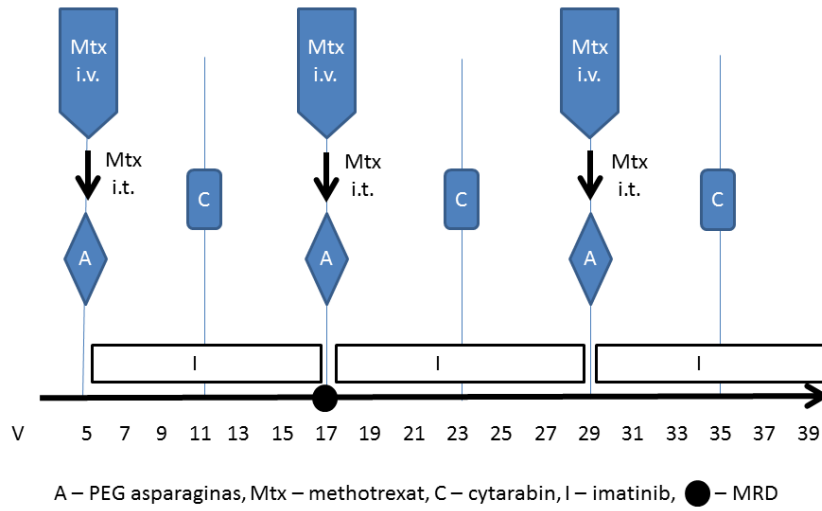 Mtx i.v.
Mtx i.v.
Mtx i.v.
Mtx i.t.
Mtx i.t.
Mtx i.t.
C
C
C
A
A
A
I
I
I
V 5 7 9 11 13 15 17 19 21 23 25 27 29 31 33 35 37 39
A – PEG asparaginas, Mtx – methotrexat, C – cytarabin, I – imatinib, – MRD